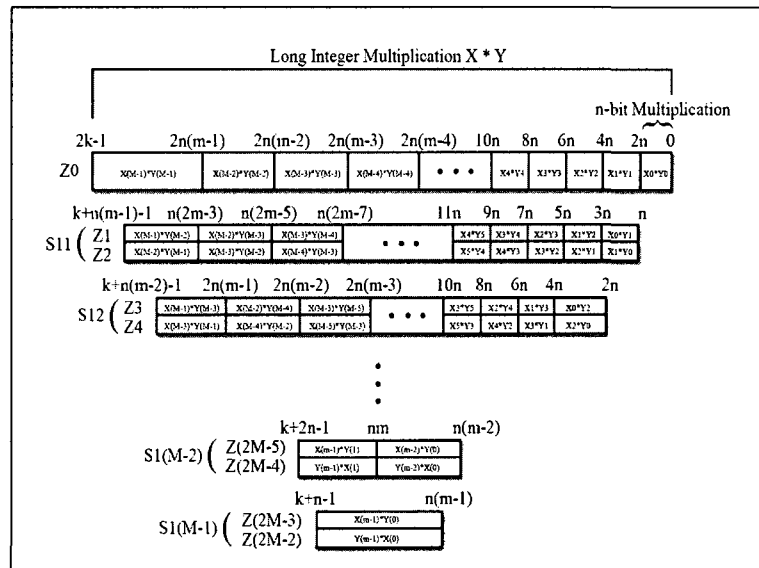 Long Integer Multiplication X * Y
n-bit Multiplication
2k-1 2n(m-1) 2n(m-2) 2n(m-3) 2n(m-4) 10n 8n 6n 4n 2n 0
Z0 X(M-1)*Y(M-1) X(M-2)*Y(M-2) X(M-3)*Y(M-3) X(M-4)*Y(M-4) • • • X4*Y4 X3*Y3 X2*Y2 X1*Y1 X0*Y0
k+n(m-1)-1 n(2m-3) n(2m-5) n(2m-7) 11n 9n 7n 5n 3n n
S11 ( Z1 X(M-1)*Y(M-2) X(M-2)*Y(M-3) X(M-3)*Y(M-4) • • • X4*Y5 X3*Y4 X2*Y3 X1*Y2 X0*Y1
Z2 X(M-2)*Y(M-1) X(M-3)*Y(M-2) X(M-4)*Y(M-3) X5*Y4 X4*Y3 X3*Y2 X2*Y1 X1*Y0
k+n(m-2)-1 2n(m-1) 2n(m-2) 2n(m-3) 10n 8n 6n 4n 2n
S12 ( Z3 X(M-1)*Y(M-3) X(M-2)*Y(M-4) X(M-3)*Y(M-5) • • • X3*Y5 X2*Y4 X1*Y3 X0*Y2
Z4 X(M-3)*Y(M-1) X(M-4)*Y(M-2) X(M-5)*Y(M-3) X5*Y3 X4*Y2 X3*Y1 X2*Y0
k+2n-1 nm n(m-2)
S1(M-2) ( Z(2M-5) X(m-1)*Y(1) X(m-2)*Y(0)
Z(2M-4) Y(m-1)*X(1) Y(m-2)*X(0)
k+n-1 n(m-1)
S1(M-1) ( Z(2M-3) X(m-1)*Y(0)
Z(2M-2) Y(m-1)*X(0)